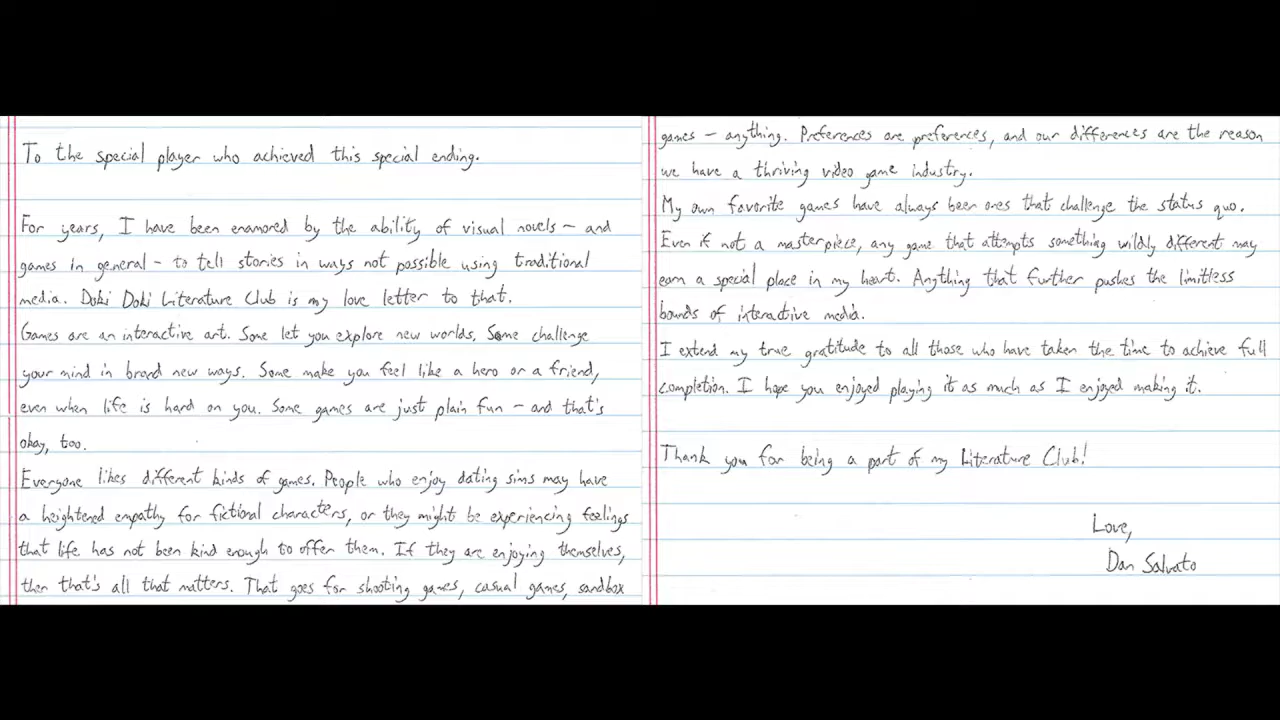 To the special player who achieved this special ending.
For years, I have been enamored by the ability of visual novels - and
games in general - to tell stories in ways not possible using traditional
media. Doki Doki Literature Club is my love letter to that.
Games are an interactive art. Some let you explore new worlds. Some challenge
your mind in brand new ways. Some make you feel like a hero or a friend,
even when life is hard on you. Some games are just plain fun - and that's
okay, too.
Everyone likes different kinds of games. People who enjoy dating sims may have
a heightened empathy for fictional characters, or they might be experiencing feelings
that life has not been kind enough to offer them. If they are enjoying themselves,
then that's all that matters. That goes for shooting games, casual games, sandbox
games - anything. Preferences are preferences, and our differences are the reason
we have a thriving video game industry.
My own favorite games have always been ones that challenge the status quo.
Even if not a masterpiece, any game that attempts something wildly different may
earn a special place in my heart. Anything that further pushes the limitless
bounds of interactive media.
I extend my true gratitude to all those who have taken the time to achieve full
completion. I hope you enjoyed playing it as much as I enjoyed making it.
Thank you for being a part of my Literature Club!
Love,
Dan Salvato